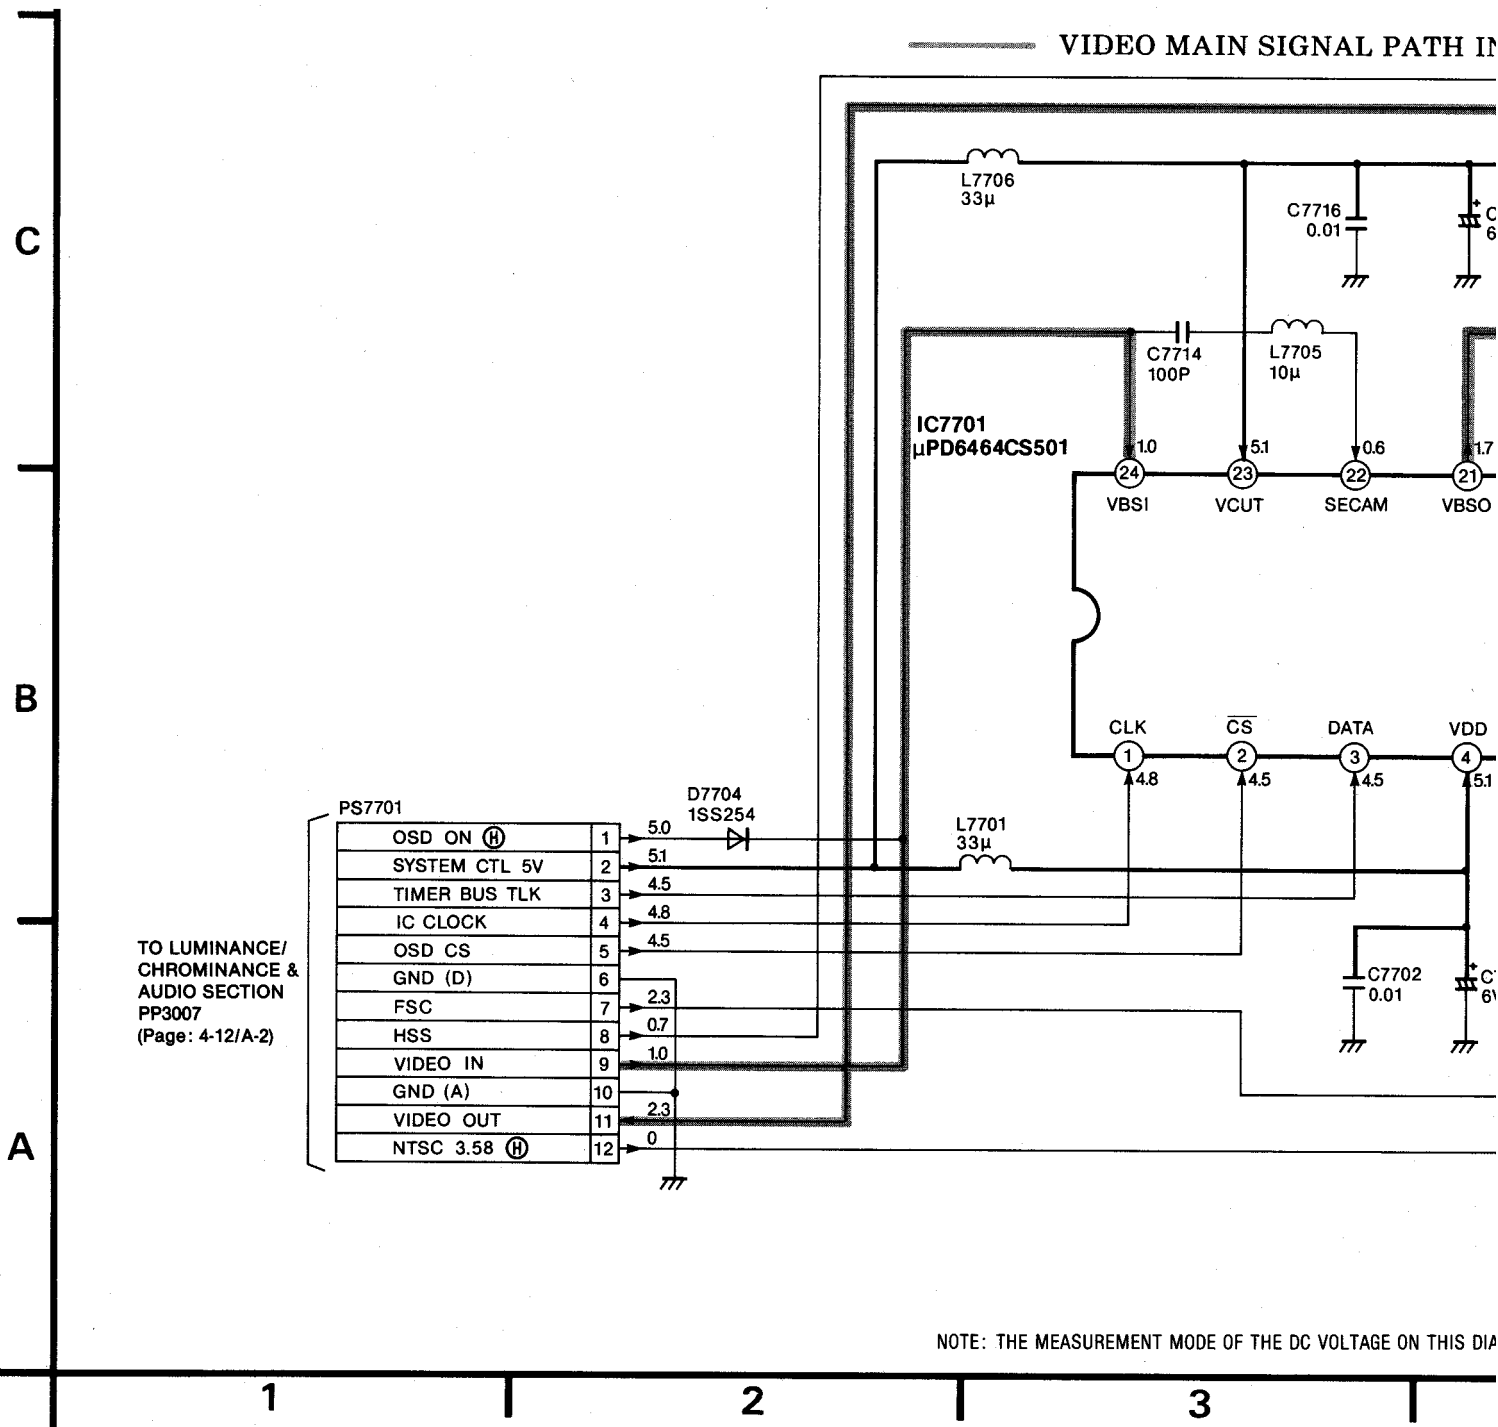 VIDEO MAIN SIGNAL PATH IN
L7706
33μ
C7716
0.01
C
6
C
C7714
100P
L7705
10μ
IC7701
μPD6464CS501
1.0
5.1
0.6
1.7
24
23
22
21
VBSI
VCUT
SECAM
VBSO
B
CLK
CS
DATA
VDD
1
2
3
4
4.8
4.5
4.5
5.1
D7704
1SS254
PS7701
L7701
33μ
OSD ON H 1 5.0
SYSTEM CTL 5V 2 5.1
TIMER BUS TLK 3 4.5
IC CLOCK 4 4.8
OSD CS 5 4.5
GND (D) 6
FSC 7 2.3
HSS 8 0.7
VIDEO IN 9 1.0
GND (A) 10
VIDEO OUT 11 2.3
NTSC 3.58 H 12 0
TO LUMINANCE/
CHROMINANCE &
AUDIO SECTION
PP3007
(Page: 4-12/A-2)
C7702
0.01
C7
6V
A
NOTE: THE MEASUREMENT MODE OF THE DC VOLTAGE ON THIS DIA
1
2
3